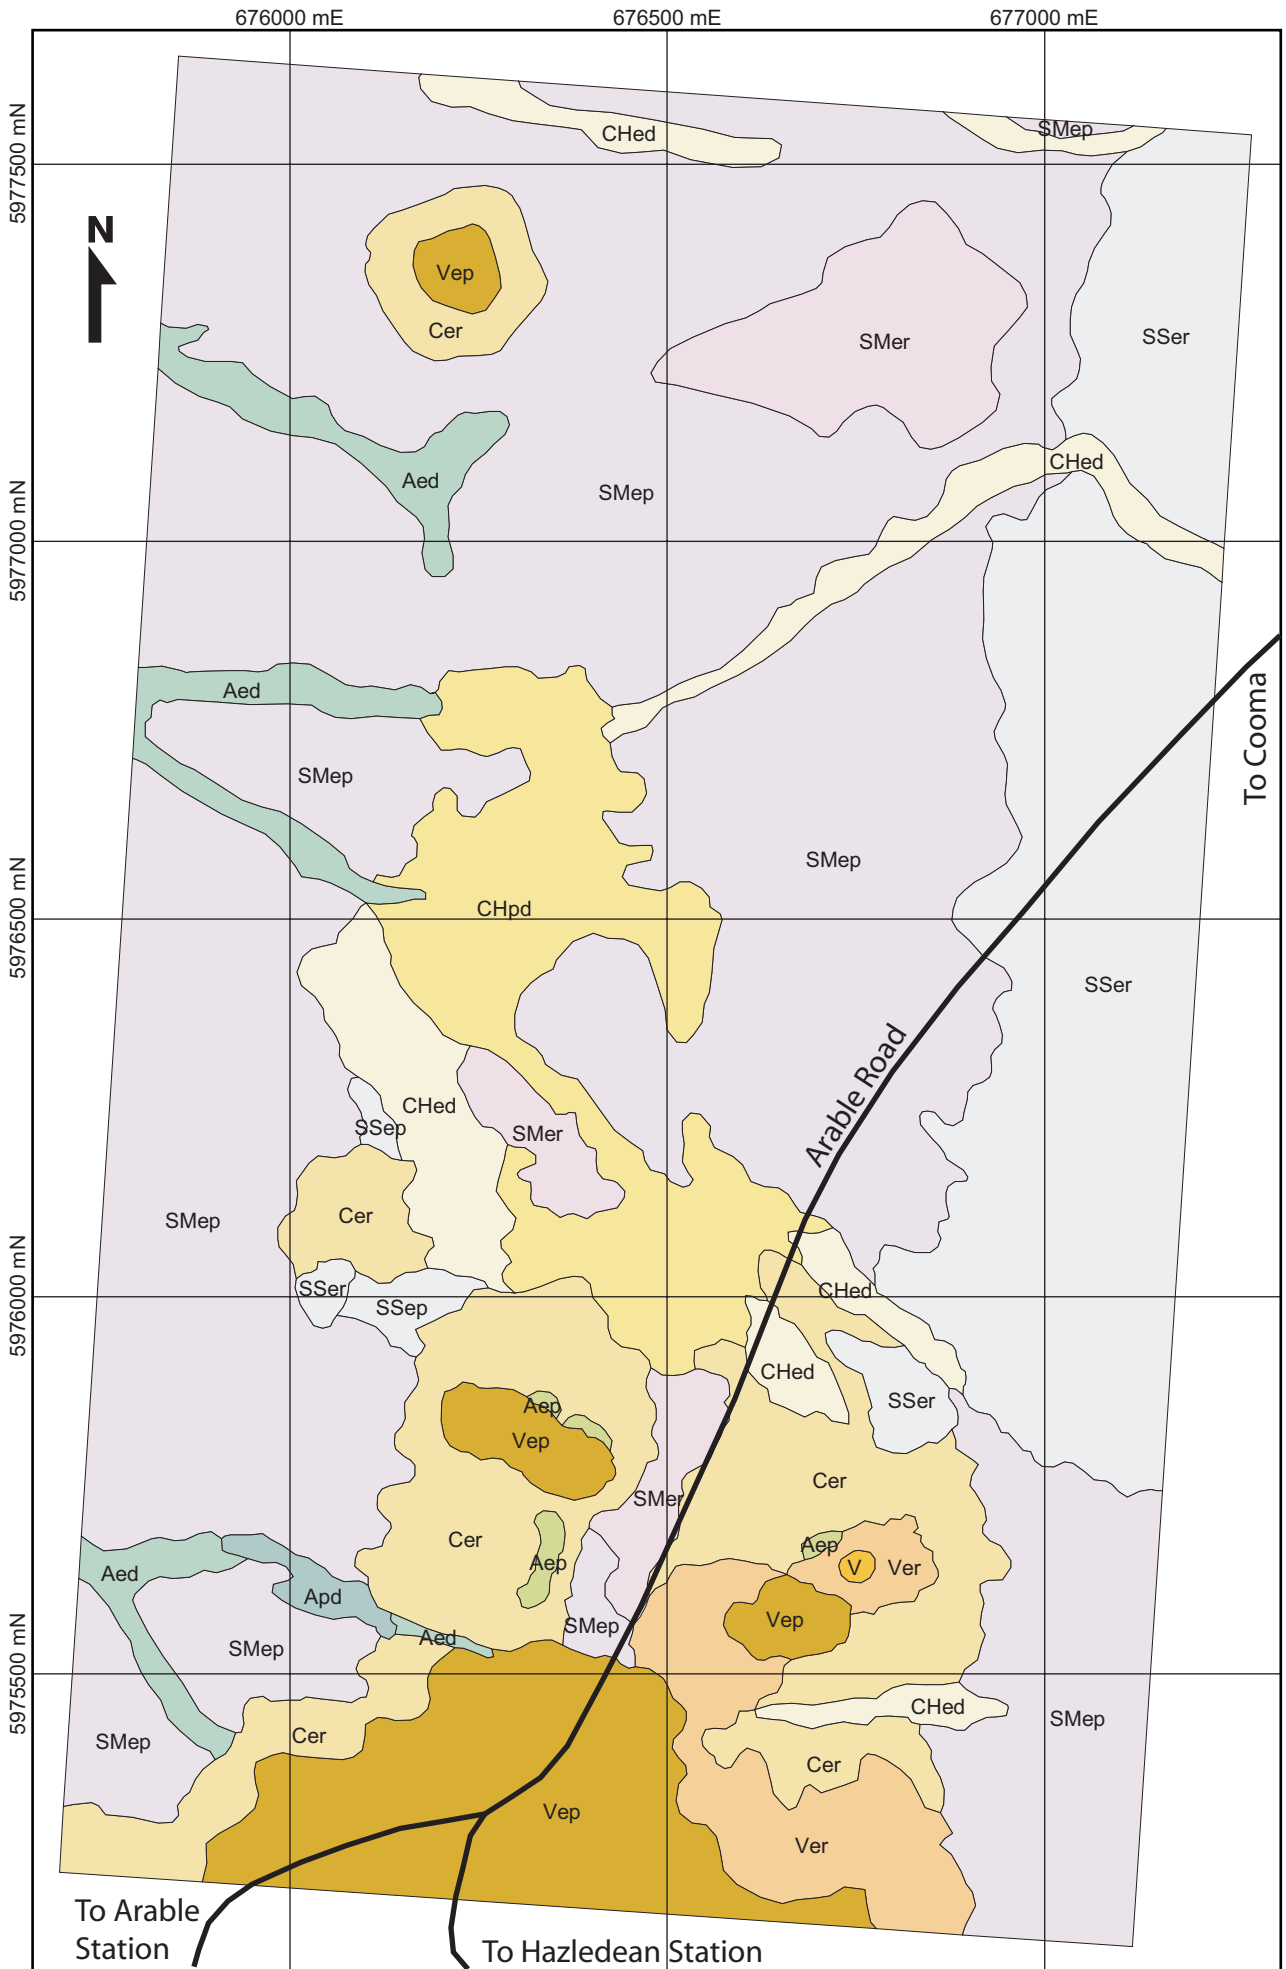 676000 mE
676500 mE
677000 mE
CHed
SMep
5977500 mN
N
Vep
Cer
SMer
SSer
CHed
Aed
SMep
5977000 mN
Aed
To Cooma
SMep
SMep
CHpd
5976500 mN
SSer
Arable Road
CHed
SSep
SMer
Cer
SMep
5976000 mN
SSer
SSep
CHed
CHed
SSer
Aep
Vep
Cer
SMer
Cer
Aep
Aep
V
Ver
Aed
Apd
Vep
SMep
Aed
SMep
5975500 mN
CHed
SMep
Cer
SMep
Cer
Vep
Ver
To Arable
Station
To Hazledean Station